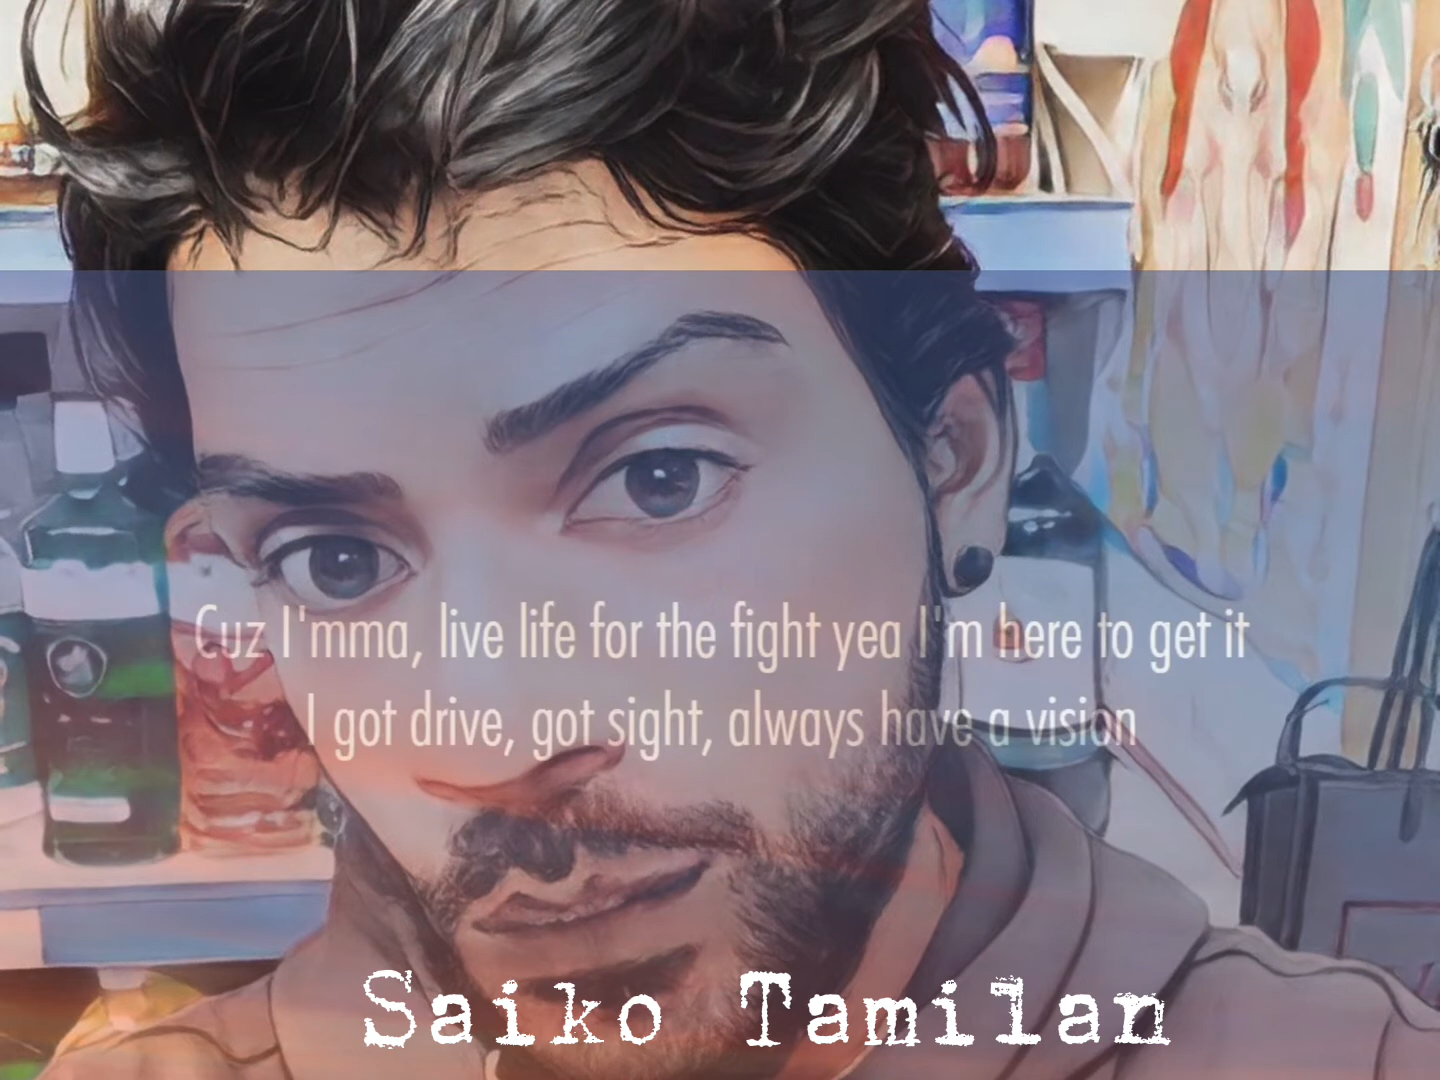 Cuz I'mma, live life for the fight yea I'm here to get it
I got drive, got sight, always have a vision
Saiko Tamilan